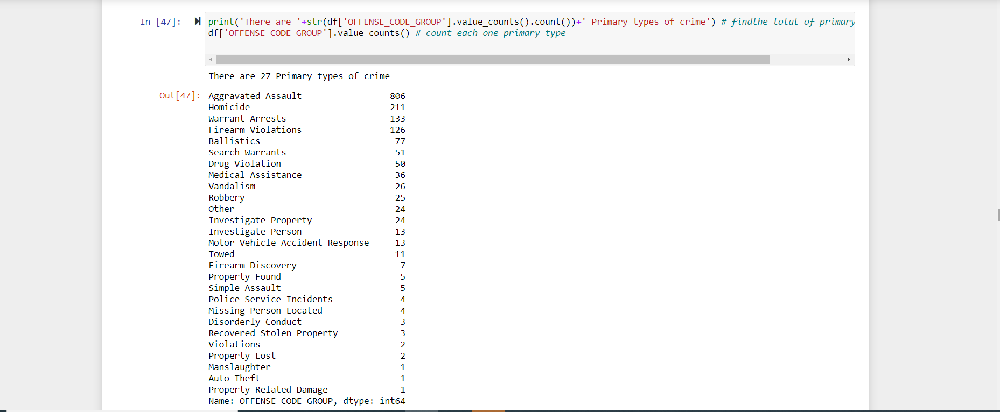 In [47]: print('There are '+str(df['OFFENSE_CODE_GROUP'].value_counts().count())+' Primary types of crime') # findthe total of primary
df['OFFENSE_CODE_GROUP'].value_counts() # count each one primary type
There are 27 Primary types of crime
Out[47]: Aggravated Assault 806
Homicide 211
Warrant Arrests 133
Firearm Violations 126
Ballistics 77
Search Warrants 51
Drug Violation 50
Medical Assistance 36
Vandalism 26
Robbery 25
Other 24
Investigate Property 24
Investigate Person 13
Motor Vehicle Accident Response 13
Towed 11
Firearm Discovery 7
Property Found 5
Simple Assault 5
Police Service Incidents 4
Missing Person Located 4
Disorderly Conduct 3
Recovered Stolen Property 3
Violations 2
Property Lost 2
Manslaughter 1
Auto Theft 1
Property Related Damage 1
Name: OFFENSE_CODE_GROUP, dtype: int64